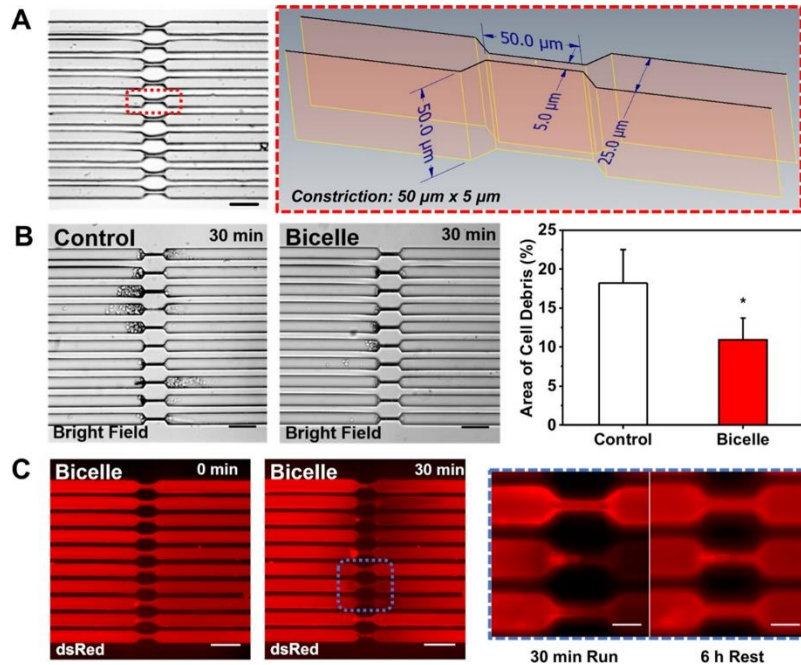 A
50.0 µm
50.0 µm
5.0 µm
25.0 µm
Constriction: 50 µm x 5 µm
B
Control
30 min
Bright Field
Bicelle
30 min
Bright Field
Area of Cell Debris (%)
25
20
15
10
5
0
*
Control
Bicelle
C
Bicelle
0 min
dsRed
Bicelle
30 min
dsRed
30 min Run
6 h Rest